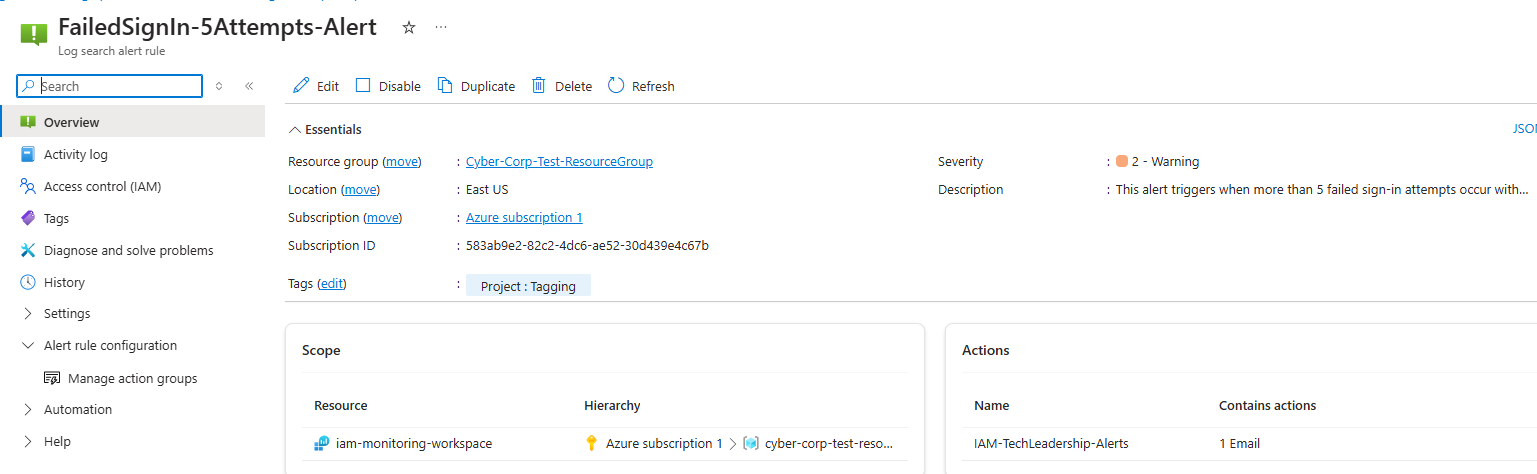 FailedSignIn-5Attempts-Alert
Log search alert rule
Search
Edit Disable Duplicate Delete Refresh
Overview
Activity log
Access control (IAM)
Tags
Diagnose and solve problems
History
Settings
Alert rule configuration
Manage action groups
Automation
Help
Essentials
Resource group (move) : Cyber-Corp-Test-ResourceGroup
Location (move) : East US
Subscription (move) : Azure subscription 1
Subscription ID : 583ab9e2-82c2-4dc6-ae52-30d439e4c67b
Tags (edit) : Project : Tagging
Severity : 2 - Warning
Description : This alert triggers when more than 5 failed sign-in attempts occur with...
Scope
Resource Hierarchy
iam-monitoring-workspace Azure subscription 1 > cyber-corp-test-reso...
Actions
Name Contains actions
IAM-TechLeadership-Alerts 1 Email